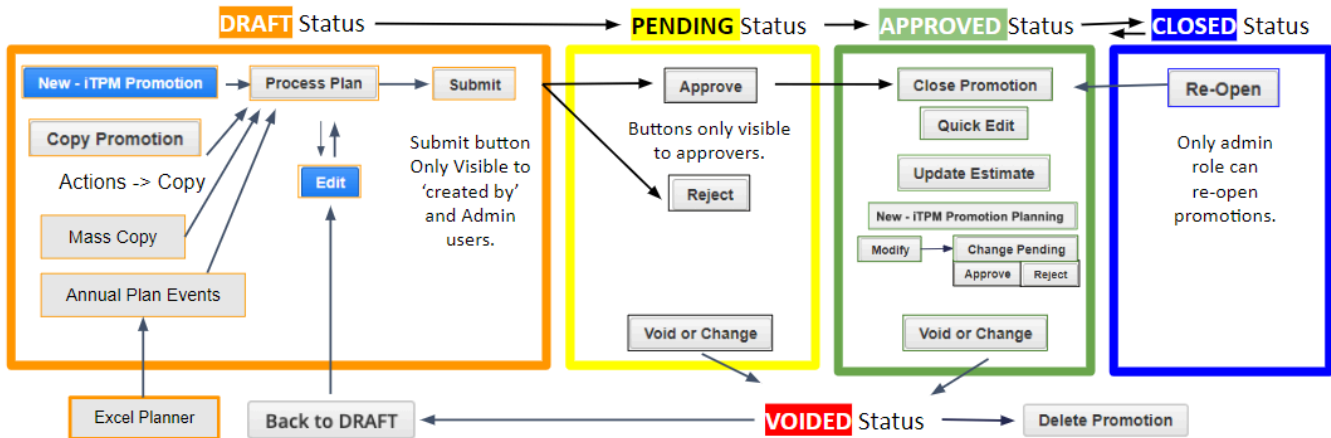 DRAFT Status
PENDING Status
APPROVED Status
CLOSED Status
New - iTPM Promotion
Process Plan
Submit
Copy Promotion
Actions -> Copy
Edit
Mass Copy
Annual Plan Events
Submit button
Only Visible to
‘created by’
and Admin
users.
Approve
Buttons only visible
to approvers.
Reject
Void or Change
Close Promotion
Quick Edit
Update Estimate
New - iTPM Promotion Planning
Modify
Change Pending
Approve
Reject
Void or Change
Re-Open
Only admin
role can
re-open
promotions.
Excel Planner
Back to DRAFT
VOIDED Status
Delete Promotion